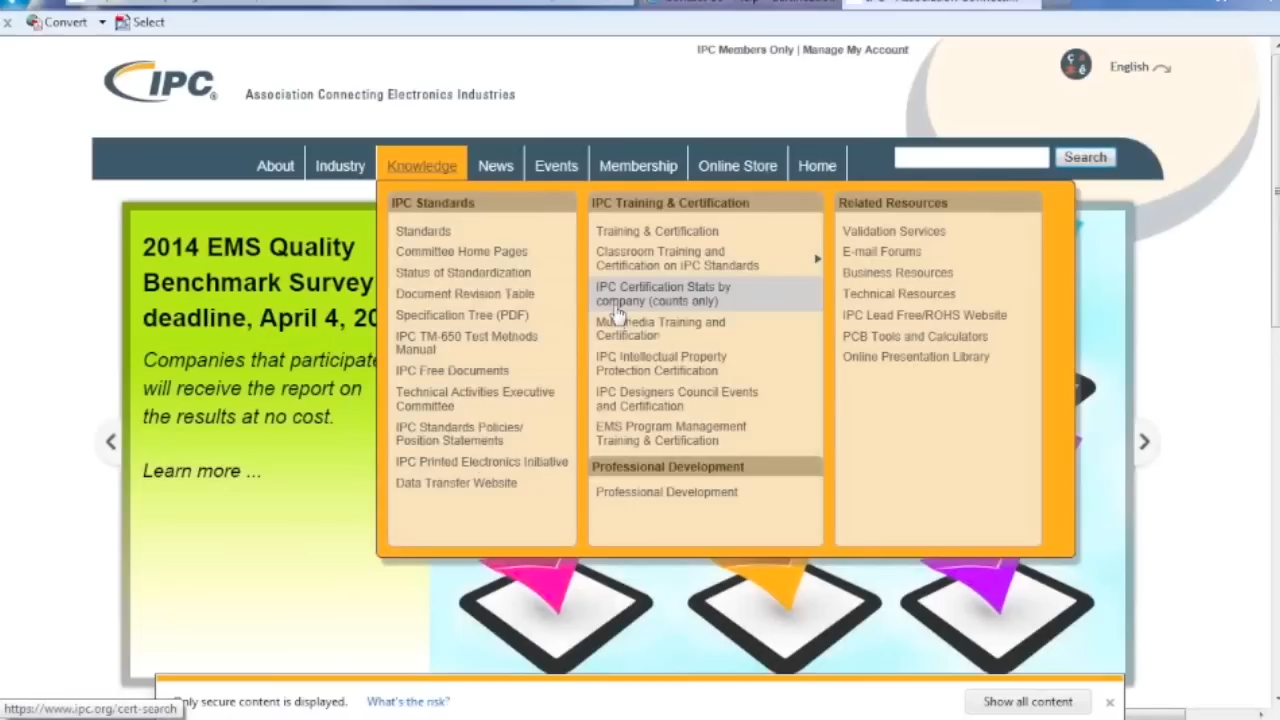 Convert
Select
IPC Members Only | Manage My Account
IPC®
Association Connecting Electronics Industries
English
About
Industry
Knowledge
News
Events
Membership
Online Store
Home
Search
2014 EMS Quality
Benchmark Survey
deadline, April 4, 20
Companies that participate
will receive the report on
the results at no cost.
Learn more ...
IPC Standards
Standards
Committee Home Pages
Status of Standardization
Document Revision Table
Specification Tree (PDF)
IPC TM-650 Test Methods
Manual
IPC Free Documents
Technical Activities Executive
Committee
IPC Standards Policies/
Position Statements
IPC Printed Electronics Initiative
Data Transfer Website
IPC Training & Certification
Training & Certification
Classroom Training and
Certification on IPC Standards
IPC Certification Stats by
company (counts only)
Multimedia Training and
Certification
IPC Intellectual Property
Protection Certification
IPC Designers Council Events
and Certification
EMS Program Management
Training & Certification
Professional Development
Professional Development
Related Resources
Validation Services
E-mail Forums
Business Resources
Technical Resources
IPC Lead Free/ROHS Website
PCB Tools and Calculators
Online Presentation Library
Only secure content is displayed.
What's the risk?
Show all content
https://www.ipc.org/cert-search